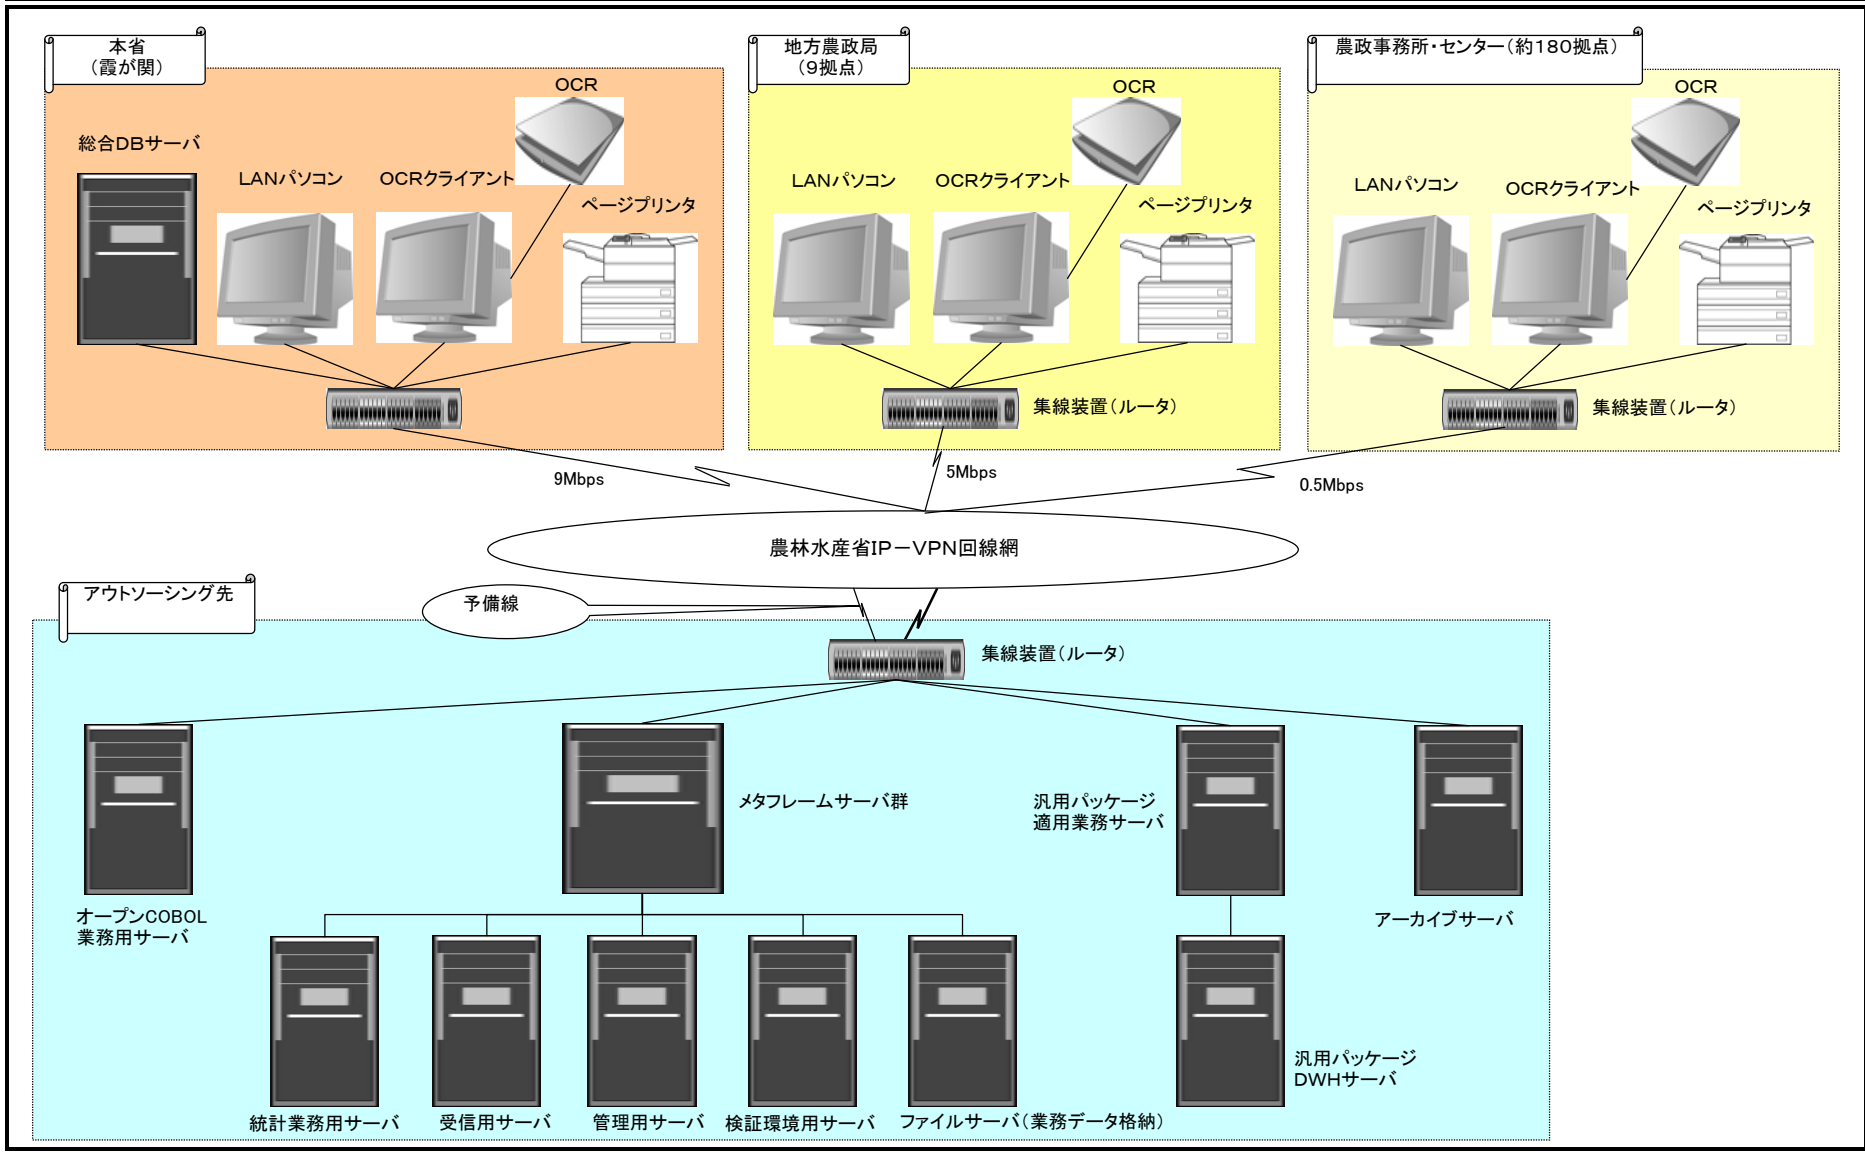 本省
（霞が関）
地方農政局
（9拠点）
農政事務所・センター（約180拠点）
OCR
OCR
OCR
総合DBサーバ
LANパソコン
OCRクライアント
ページプリンタ
LANパソコン
OCRクライアント
ページプリンタ
LANパソコン
OCRクライアント
ページプリンタ
集線装置（ルータ）
集線装置（ルータ）
9Mbps
5Mbps
0.5Mbps
農林水産省IP－VPN回線網
アウトソーシング先
予備線
集線装置（ルータ）
メタフレームサーバ群
汎用パッケージ
適用業務サーバ
オープンCOBOL
業務用サーバ
アーカイブサーバ
汎用パッケージ
DWHサーバ
統計業務用サーバ
受信用サーバ
管理用サーバ
検証環境用サーバ
ファイルサーバ（業務データ格納）